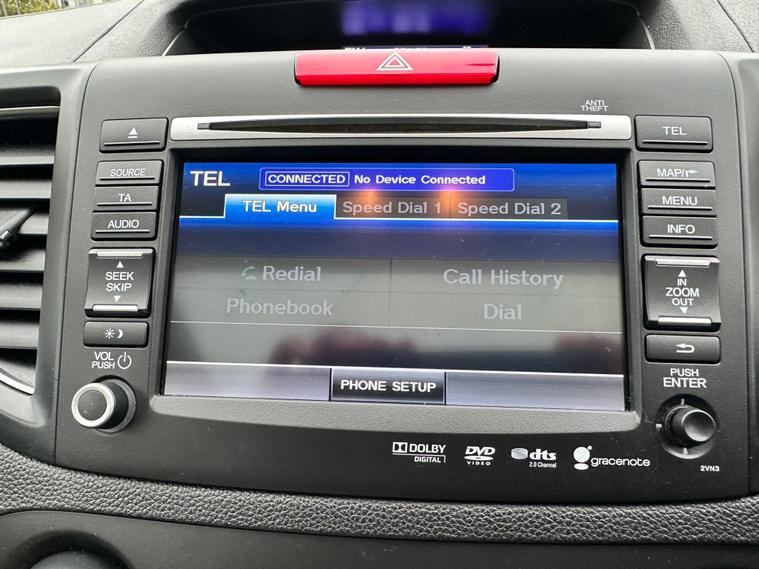 ANTI
THEFT
TEL
SOURCE
TA
AUDIO
SEEK
SKIP
VOL
PUSH
TEL
CONNECTED No Device Connected
TEL Menu Speed Dial 1 Speed Dial 2
Redial Call History
Phonebook Dial
PHONE SETUP
MAP/
MENU
INFO
IN
ZOOM
OUT
PUSH
ENTER
2VN3
DOLBY
DIGITAL
DVD
VIDEO
dts
2.0 Channel
gracenote